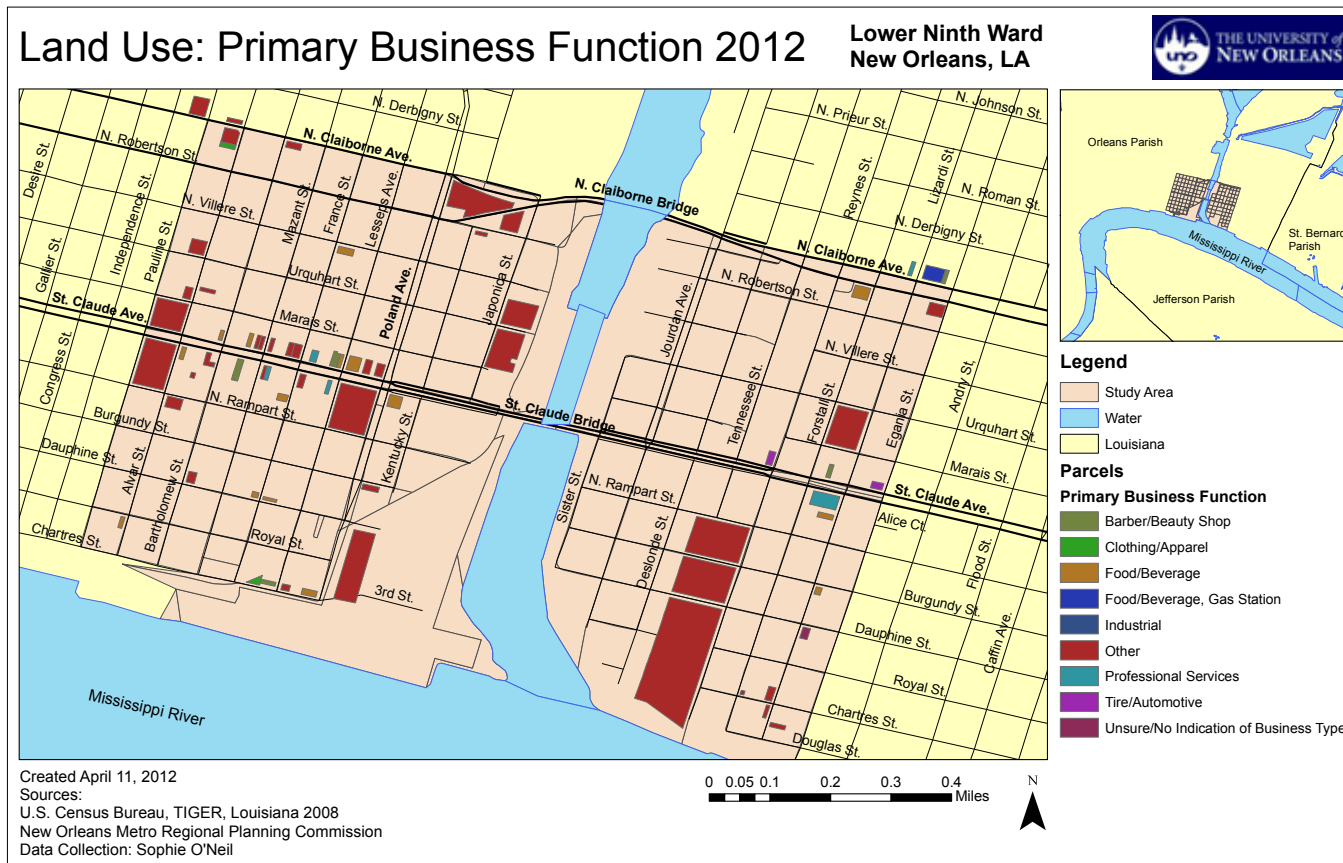 Land Use: Primary Business Function 2012
Lower Ninth Ward
New Orleans, LA
THE UNIVERSITY of
NEW ORLEANS
uno
N. Derbigny St.
N. Claiborne Ave.
N. Robertson St.
Desire St.
Independence St.
Pauline St.
Gallier St.
N. Villere St.
Mazant St.
France St.
Lesseps Ave.
Urquhart St.
Poland Ave.
Japonica St.
St. Claude Ave.
Marais St.
Congress St.
N. Rampart St.
Burgundy St.
Dauphine St.
Alvar St.
Bartholomew St.
Kentucky St.
Chartres St.
Royal St.
3rd St.
Mississippi River
N. Claiborne Bridge
St. Claude Bridge
N. Johnson St.
N. Prieur St.
Reynes St.
Lizardi St.
N. Roman St.
N. Derbigny St.
N. Claiborne Ave.
N. Robertson St.
Jourdan Ave.
N. Villere St.
Tennessee St.
Forstall St.
Egania St.
Andry St.
Urquhart St.
Marais St.
St. Claude Ave.
Sister St.
N. Rampart St.
Alice Ct.
Deslonde St.
Flood St.
Burgundy St.
Caffin Ave.
Dauphine St.
Royal St.
Chartres St.
Douglas St.
Orleans Parish
St. Bernard
Parish
Mississippi River
Jefferson Parish
Legend
Study Area
Water
Louisiana
Parcels
Primary Business Function
Barber/Beauty Shop
Clothing/Apparel
Food/Beverage
Food/Beverage, Gas Station
Industrial
Other
Professional Services
Tire/Automotive
Unsure/No Indication of Business Type
Created April 11, 2012
Sources:
U.S. Census Bureau, TIGER, Louisiana 2008
New Orleans Metro Regional Planning Commission
Data Collection: Sophie O'Neil
0 0.05 0.1 0.2 0.3 0.4
Miles
N